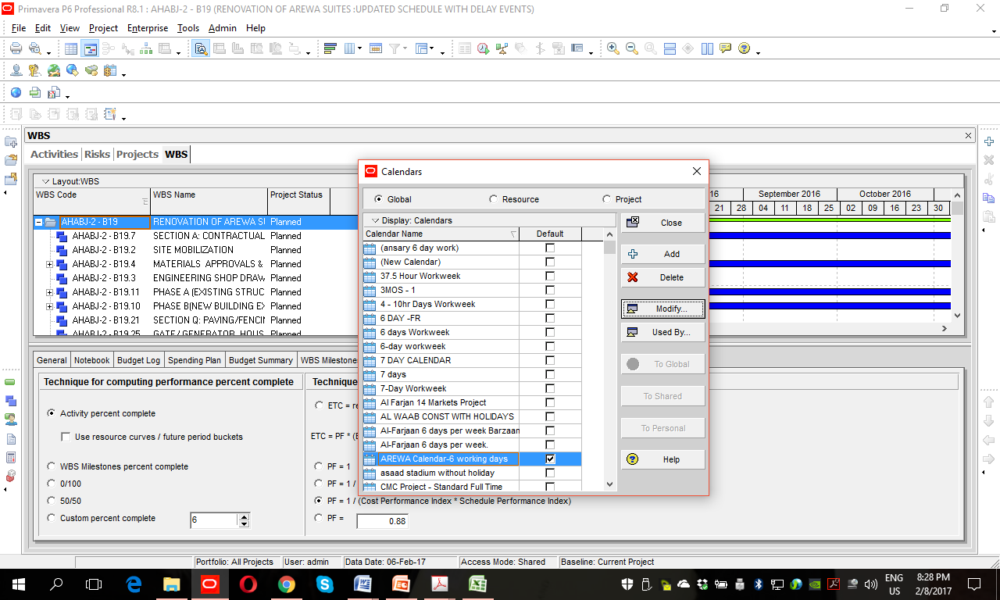 Primavera P6 Professional R8.1 : AHABJ-2 - B19 (RENOVATION OF AREWA SUITES :UPDATED SCHEDULE WITH DELAY EVENTS)
File Edit View Project Enterprise Tools Admin Help
WBS
Activities Risks Projects WBS
Layout:WBS
WBS Code WBS Name Project Status
16 September 2016 October 2016
21 28 04 11 18 25 02 09 16 23 30
AHABJ-2 - B19 RENOVATION OF AREWA SU Planned
AHABJ-2 - B19.7 SECTION A: CONTRACTUAL Planned
AHABJ-2 - B19.2 SITE MOBILIZATION Planned
AHABJ-2 - B19.4 MATERIALS APPROVALS & Planned
AHABJ-2 - B19.3 ENGINEERING SHOP DRAW Planned
AHABJ-2 - B19.11 PHASE A (EXISTING STRUC Planned
AHABJ-2 - B19.10 PHASE B(NEW BUILDING EX Planned
AHABJ-2 - B19.21 SECTION Q: PAVING/FENCIN Planned
AHABJ-2 - B19.25 GATE/ GENERATOR HOUS Planned
Calendars
Global Resource Project
Display: Calendars
Calendar Name Default
(ansary 6 day work)
(New Calendar)
37.5 Hour Workweek
3MOS - 1
4 - 10hr Days Workweek
6 DAY -FR
6 days Workweek
6-day workweek
7 DAY CALENDAR
7 days
7-Day Workweek
Al Farjan 14 Markets Project
AL WAAB CONST WITH HOLIDAYS
Al-Farjaan 6 days per week Barzaan
Al-Farjaan 6 days per week.
AREWA Calendar-6 working days
asaad stadium without holiday
CMC Project - Standard Full Time
Close
Add
Delete
Modify...
Used By...
To Global
To Shared
To Personal
Help
General Notebook Budget Log Spending Plan Budget Summary WBS Milestones
Technique for computing performance percent complete
Activity percent complete
Use resource curves / future period buckets
WBS Milestones percent complete
0/100
50/50
Custom percent complete 6
Technique
ETC = re
ETC = PF * (B
PF = 1
PF = 1 /
PF = 1 / (Cost Performance Index * Schedule Performance Index)
PF = 0.88
Portfolio: All Projects User: admin Data Date: 06-Feb-17 Access Mode: Shared Baseline: Current Project
ENG 8:28 PM
US 2/8/2017